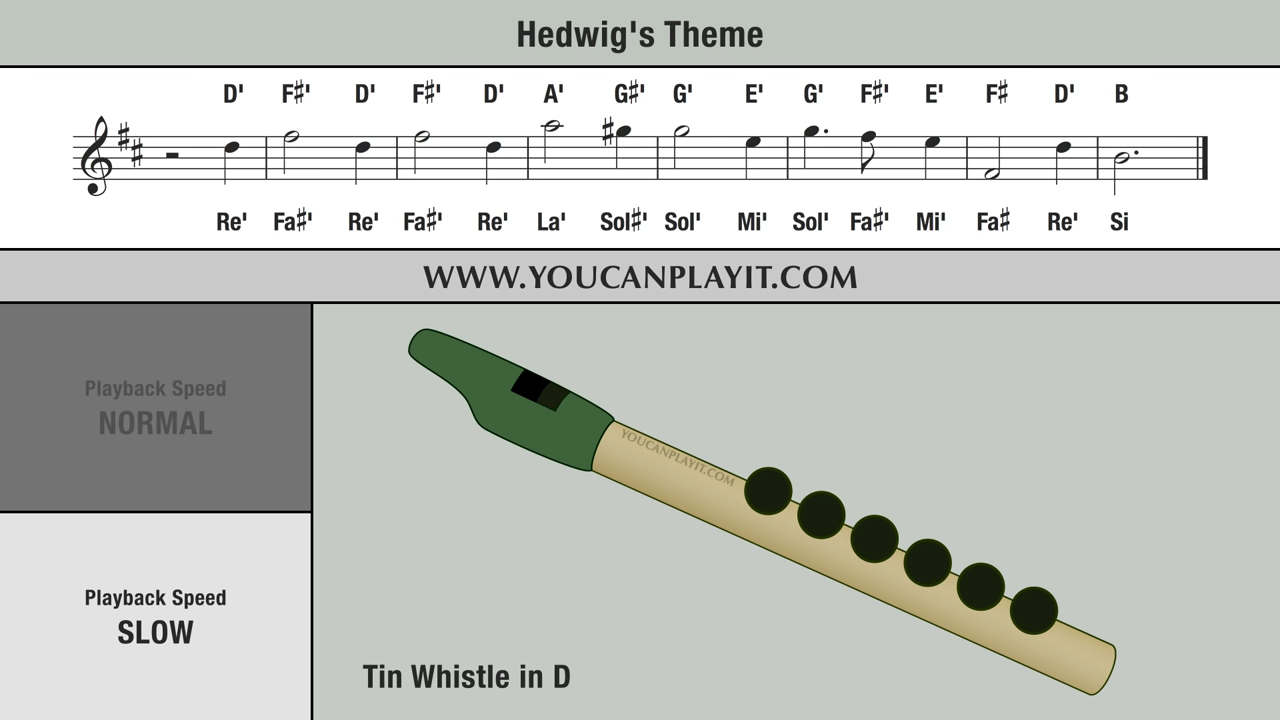 Hedwig's Theme
D' F♯' D' F♯' D' A' G♯' G' E' G' F♯' E' F♯ D' B
Re' Fa♯' Re' Fa♯' Re' La' Sol♯' Sol' Mi' Sol' Fa♯' Mi' Fa♯ Re' Si
WWW.YOUCANPLAYIT.COM
Playback Speed
NORMAL
Playback Speed
SLOW
YOUCANPLAYIT.COM
Tin Whistle in D